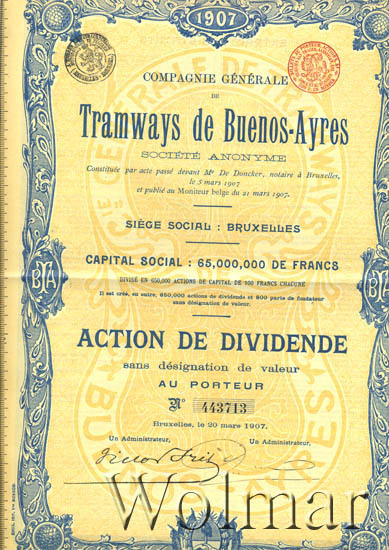 1907
COMPAGNIE GÉNÉRALE
DE
Tramways de Buenos-Ayres
SOCIÉTÉ ANONYME
Constituée par acte passé devant Me De Doncker, notaire à Bruxelles,
le 5 mars 1907
et publié au Moniteur belge du 21 mars 1907.
SIÈGE SOCIAL : BRUXELLES
CAPITAL SOCIAL : 65,000,000 DE FRANCS
DIVISÉ EN 650,000 ACTIONS DE CAPITAL DE 100 FRANCS CHACUNE
Il est créé, en outre, 650,000 actions de dividende et 800 parts de fondateur
sans désignation de valeur.
BTA
BTA
ACTION DE DIVIDENDE
sans désignation de valeur
AU PORTEUR
No 443713
Bruxelles, le 20 mars 1907.
Un Administrateur, Un Administrateur,
Wolmar